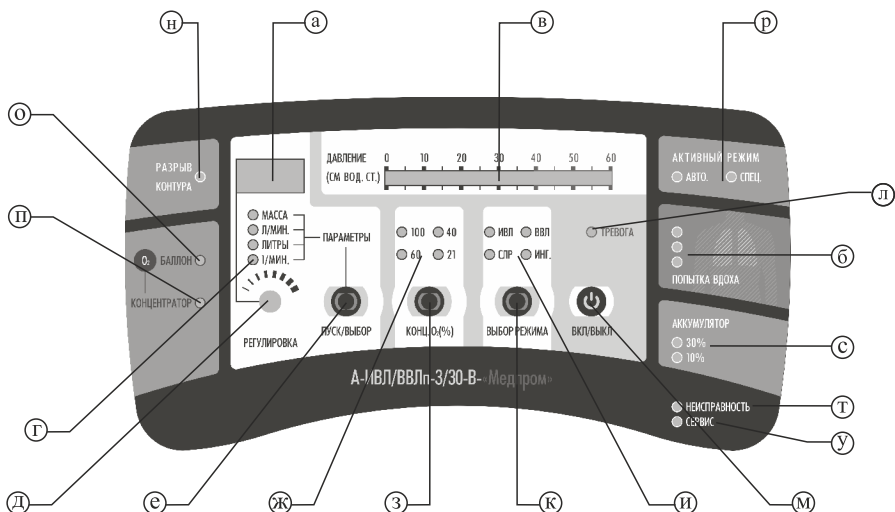 н а в р
о
РАЗРЫВ
КОНТУРА
ДАВЛЕНИЕ
(СМ ВОД. СТ.)
0 10 20 30 40 50 60
АКТИВНЫЙ РЕЖИМ
АВТО. СПЕЦ.
л
п
О₂ БАЛЛОН
КОНЦЕНТРАТОР
МАССА
Л/МИН.
ЛИТРЫ
1/МИН.
ПАРАМЕТРЫ
100 40
60 21
ИВЛ ВВЛ
СЛР ИНГ.
ТРЕВОГА
ПОПЫТКА ВДОХА
б
РЕГУЛИРОВКА
ПУСК/ВЫБОР
КОНЦ.О₂(%)
ВЫБОР РЕЖИМА
ВКЛ/ВЫКЛ
АККУМУЛЯТОР
30%
10%
с
А-ИВЛ/ВВЛп-3/30-В-«Медпром»
НЕИСПРАВНОСТЬ
СЕРВИС
г
т
у
д е ж з к и м